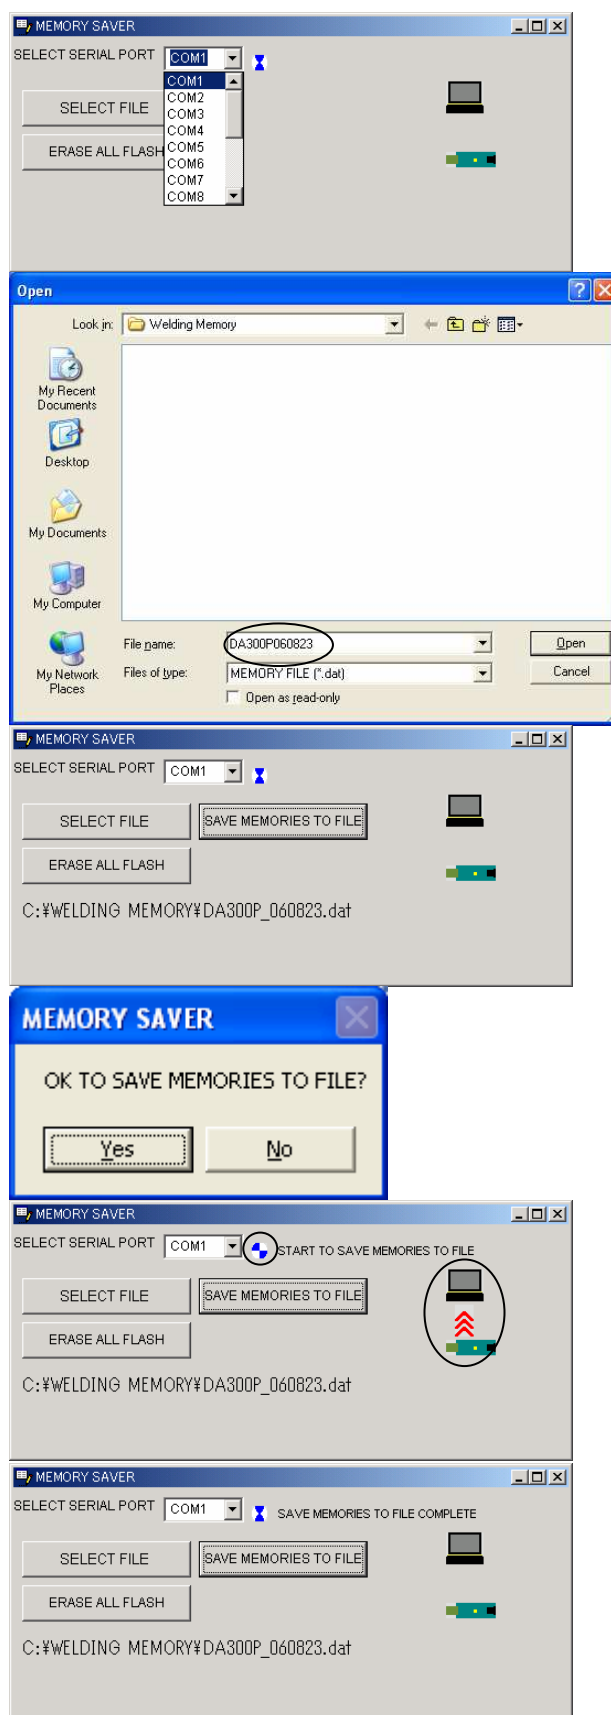 MEMORY SAVER
SELECT SERIAL PORT COM1
COM1
COM2
SELECT FILE COM3
COM4
ERASE ALL FLASH COM5
COM6
COM7
COM8
Open
Look in: Welding Memory
My Recent
Documents
Desktop
My Documents
My Computer
File name: DA300P060823 Open
My Network
Places
Files of type: MEMORY FILE (*.dat) Cancel
Open as read-only
MEMORY SAVER
SELECT SERIAL PORT COM1
SELECT FILE SAVE MEMORIES TO FILE
ERASE ALL FLASH
C:¥WELDING MEMORY¥DA300P_060823.dat
MEMORY SAVER
OK TO SAVE MEMORIES TO FILE?
Yes No
MEMORY SAVER
SELECT SERIAL PORT COM1 START TO SAVE MEMORIES TO FILE
SELECT FILE SAVE MEMORIES TO FILE
ERASE ALL FLASH
C:¥WELDING MEMORY¥DA300P_060823.dat
MEMORY SAVER
SELECT SERIAL PORT COM1 SAVE MEMORIES TO FILE COMPLETE
SELECT FILE SAVE MEMORIES TO FILE
ERASE ALL FLASH
C:¥WELDING MEMORY¥DA300P_060823.dat